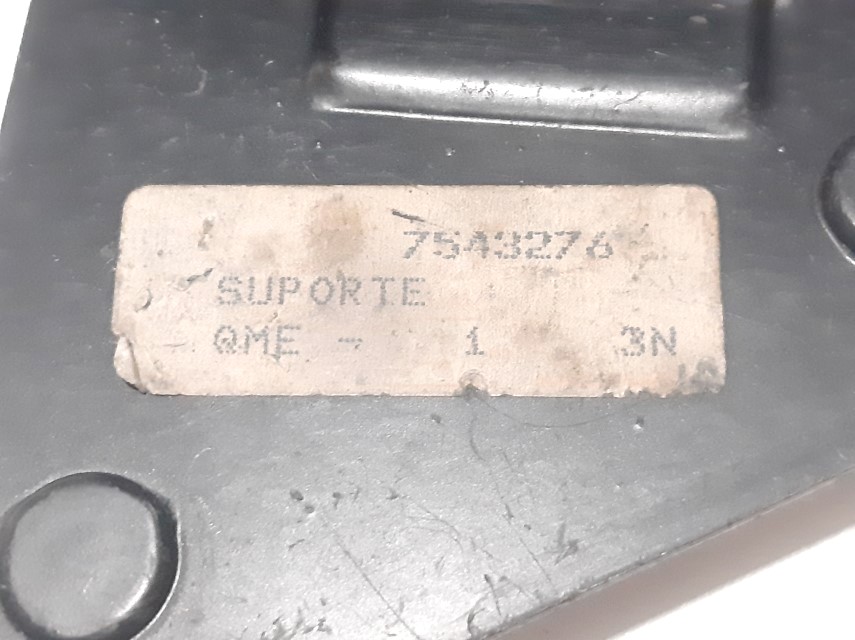 7543276
SUPORTE
QME - 1 3N